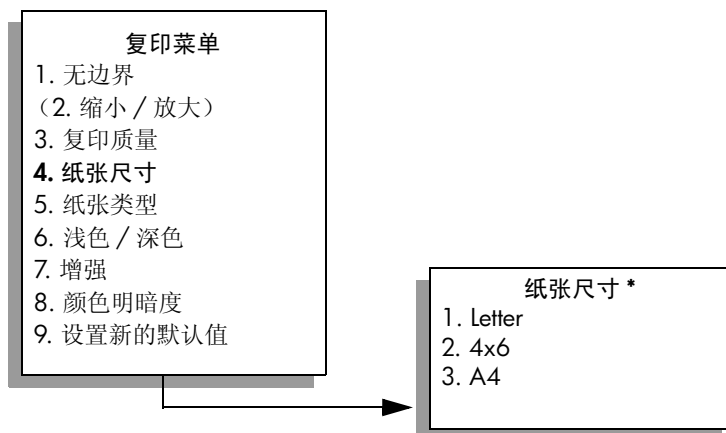 复印菜单
1. 无边界
（2. 缩小 / 放大）
3. 复印质量
4. 纸张尺寸
5. 纸张类型
6. 浅色 / 深色
7. 增强
8. 颜色明暗度
9. 设置新的默认值
纸张尺寸 *
1. Letter
2. 4x6
3. A4